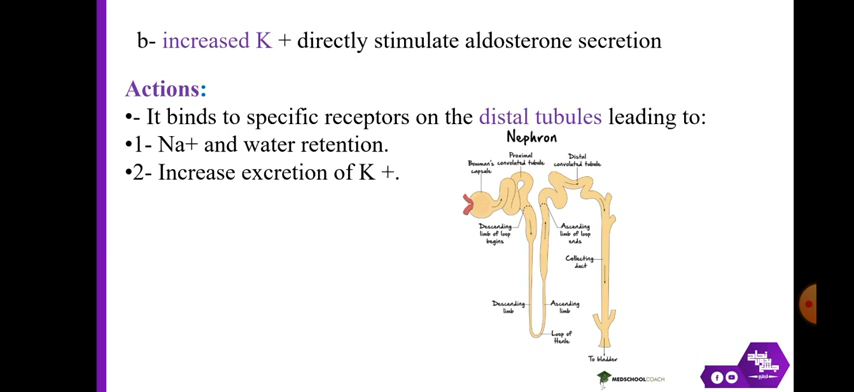 b- increased K + directly stimulate aldosterone secretion
Actions:
•- It binds to specific receptors on the distal tubules leading to:
•1- Na+ and water retention.
•2- Increase excretion of K +.
Nephron
Bowman's
capsule
Proximal
convoluted tubule
Distal
convoluted tubule
Descending
limb of loop
begins
Ascending
limb of loop
ends
Collecting
duct
Descending
limb
Ascending
limb
Loop of
Henle
To bladder
MEDSCHOOLCOACH